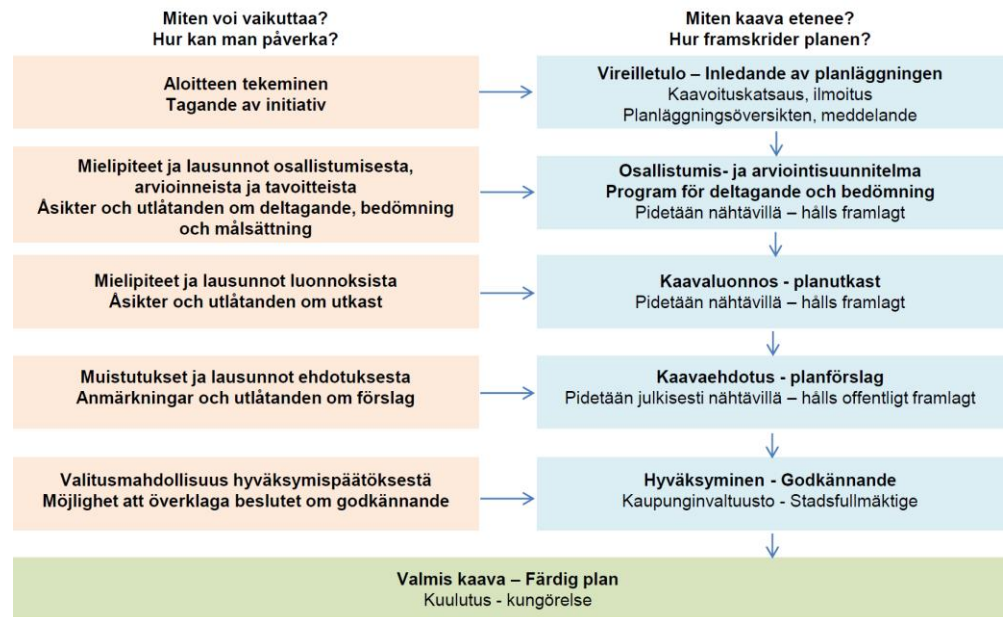 Miten voi vaikuttaa?
Hur kan man påverka?
Miten kaava etenee?
Hur framskrider planen?
Aloitteen tekeminen
Tagande av initiativ
Vireilletulo – Inledande av planläggningen
Kaavoituskatsaus, ilmoitus
Planläggningsöversikten, meddelande
Mielipiteet ja lausunnot osallistumisesta,
arvioinneista ja tavoitteista
Åsikter och utlåtanden om deltagande, bedömning
och målsättning
Osallistumis- ja arviointisuunnitelma
Program för deltagande och bedömning
Pidetään nähtävillä – hålls framlagt
Mielipiteet ja lausunnot luonnoksista
Åsikter och utlåtanden om utkast
Kaavaluonnos - planutkast
Pidetään nähtävillä – hålls framlagt
Muistutukset ja lausunnot ehdotuksesta
Anmärkningar och utlåtanden om förslag
Kaavaehdotus - planförslag
Pidetään julkisesti nähtävillä – hålls offentligt framlagt
Valitusmahdollisuus hyväksymispäätöksestä
Möjlighet att överklaga beslutet om godkännande
Hyväksyminen - Godkännande
Kaupunginvaltuusto - Stadsfullmäktige
Valmis kaava – Färdig plan
Kuulutus - kungörelse